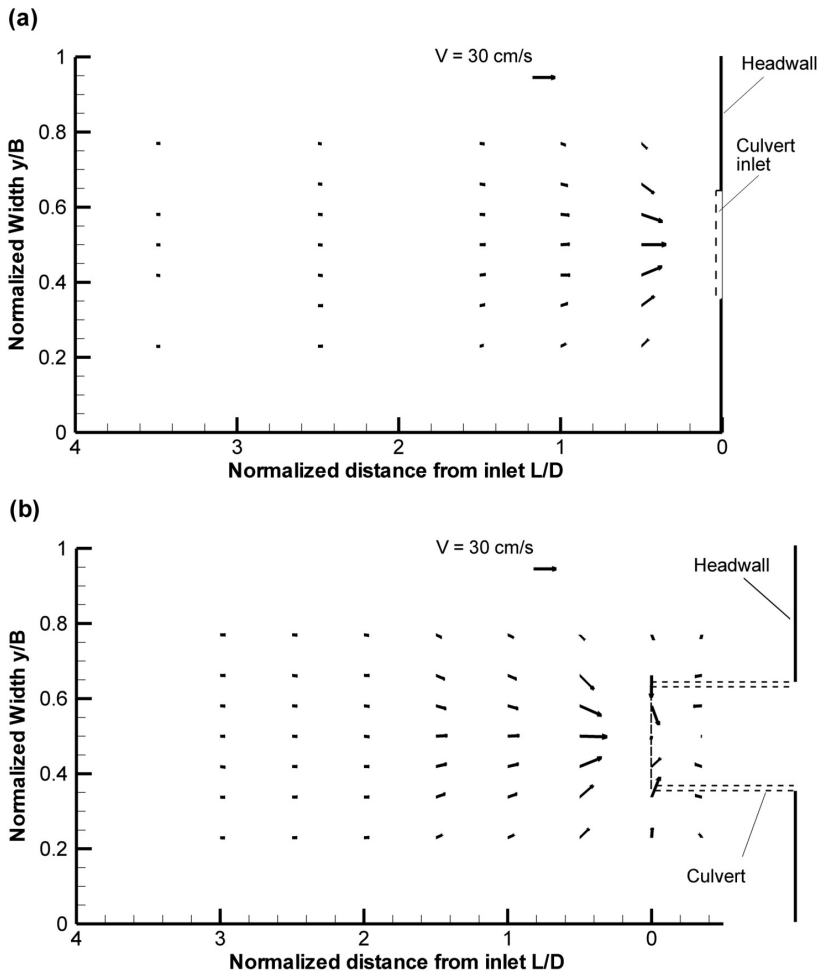 (a)
V = 30 cm/s
Headwall
Culvert
inlet
Normalized Width y/B
1
0.8
0.6
0.4
0.2
0
4
3
2
1
0
Normalized distance from inlet L/D
(b)
V = 30 cm/s
Headwall
Culvert
Normalized Width y/B
1
0.8
0.6
0.4
0.2
0
4
3
2
1
0
Normalized distance from inlet L/D